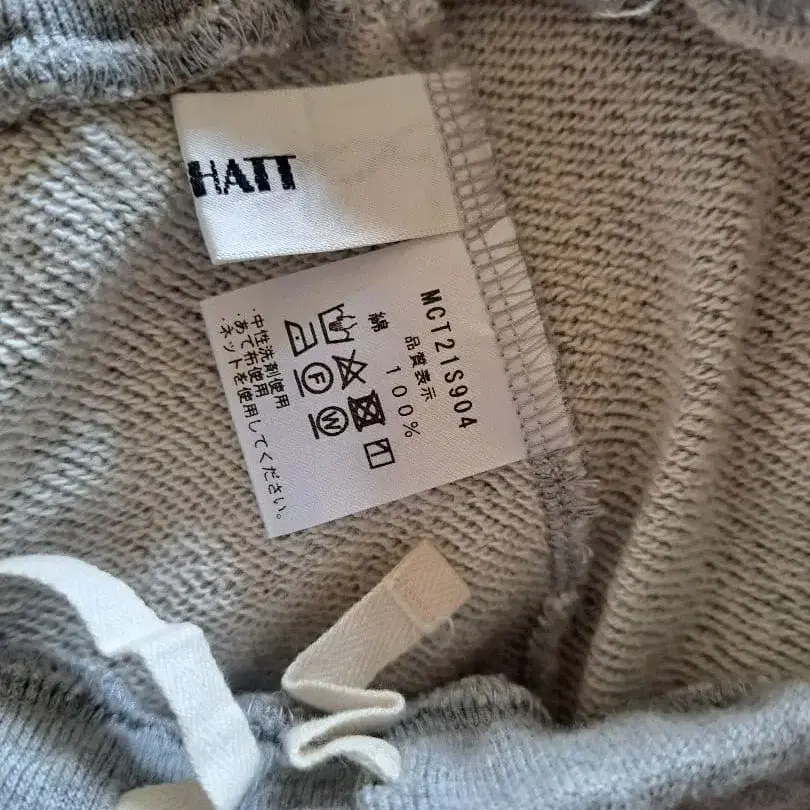 HATT
MCT21S904
品質表示
綿 100%
F
W
・中性洗剤使用
・あて布使用
・ネットを使用してください。